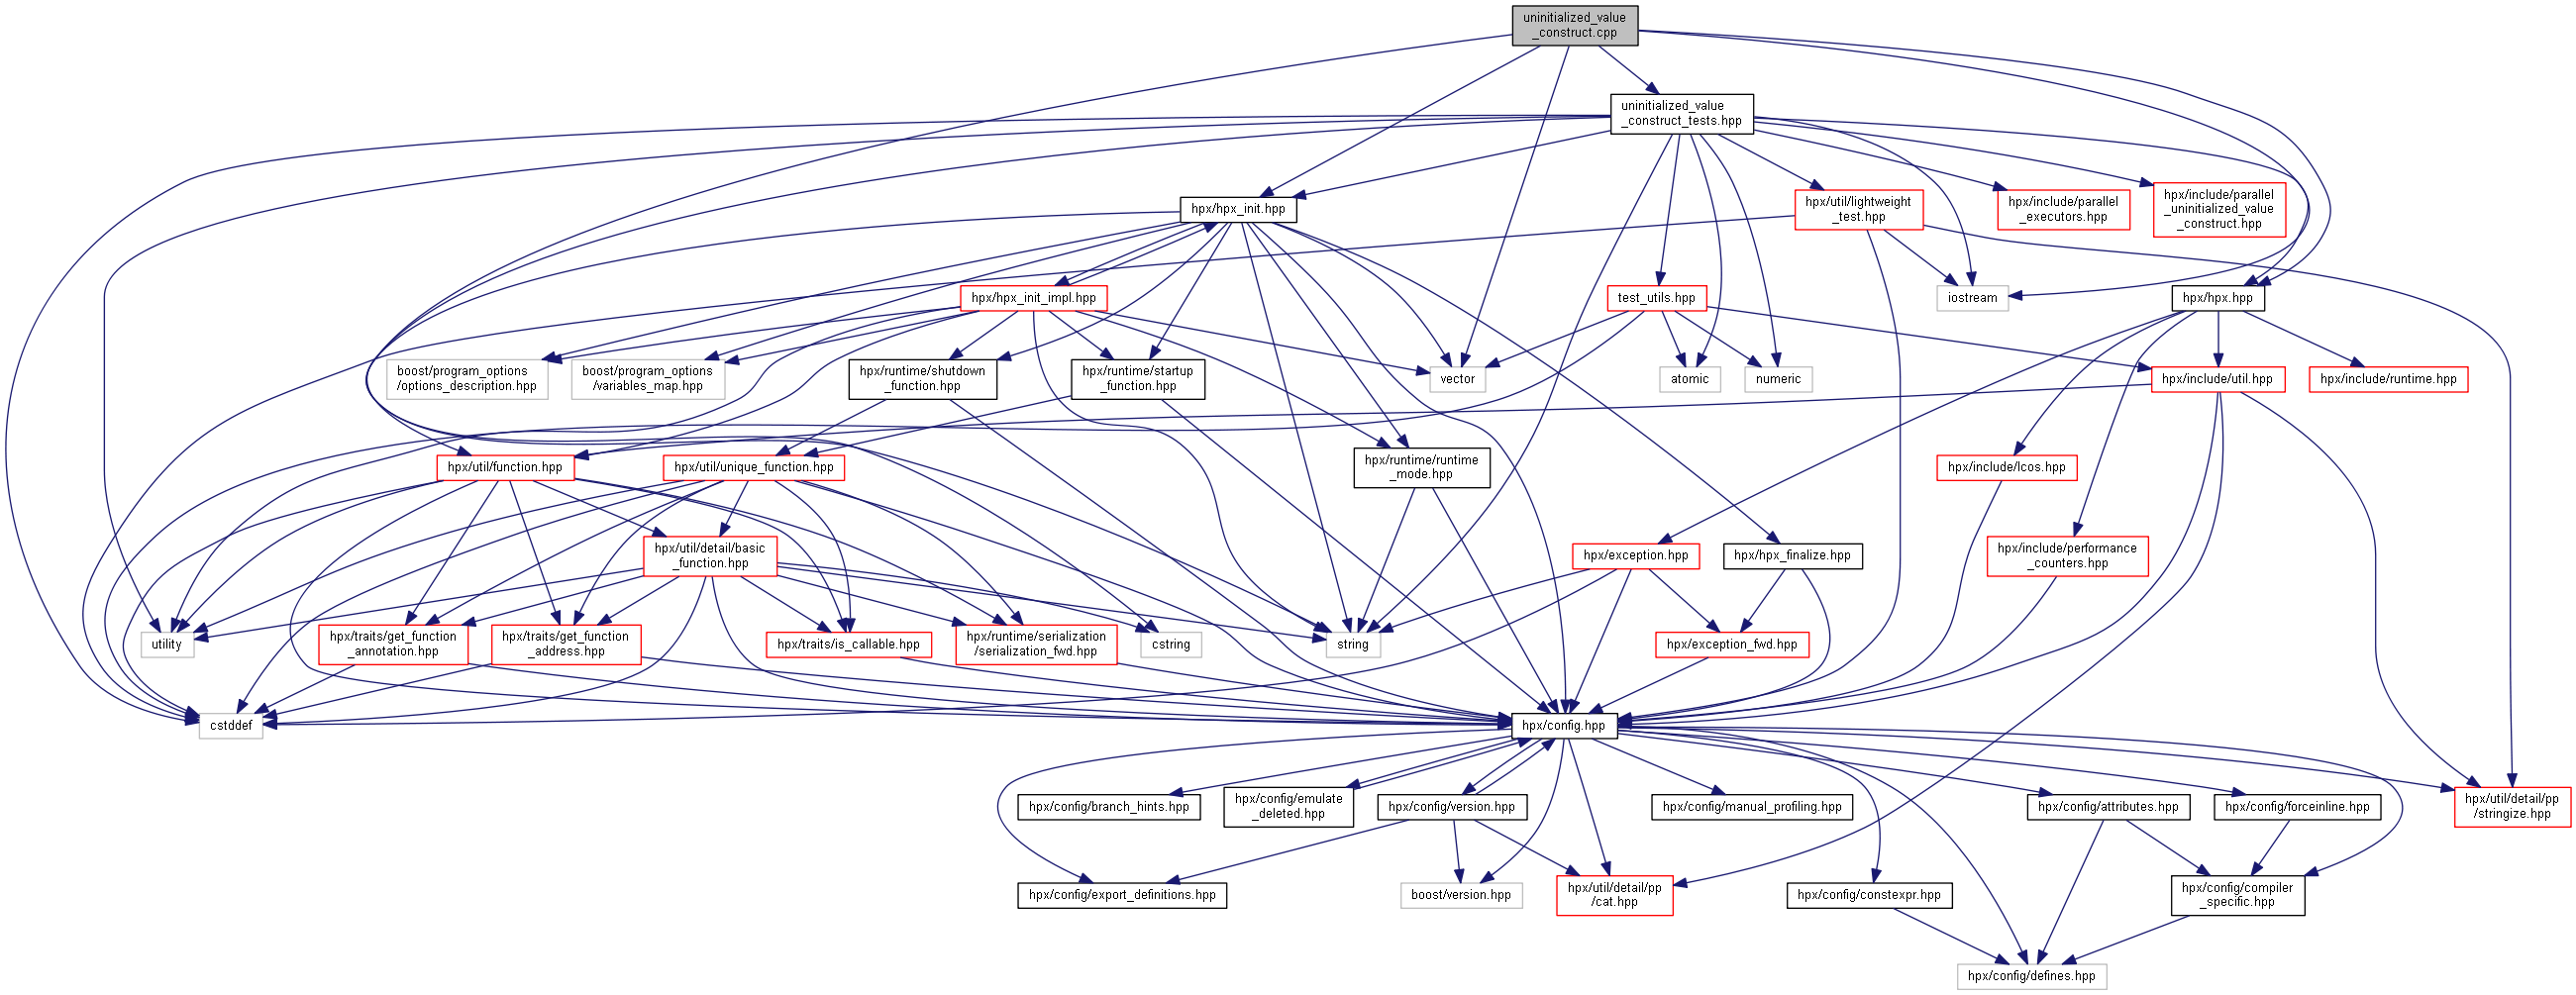 uninitialized_value
_construct.cpp
uninitialized_value
_construct_tests.hpp
hpx/hpx_init.hpp
hpx/util/lightweight
_test.hpp
hpx/include/parallel
_executors.hpp
hpx/include/parallel
_uninitialized_value
_construct.hpp
hpx/hpx_init_impl.hpp
test_utils.hpp
iostream
hpx/hpx.hpp
boost/program_options
/options_description.hpp
boost/program_options
/variables_map.hpp
hpx/runtime/shutdown
_function.hpp
hpx/runtime/startup
_function.hpp
vector
atomic
numeric
hpx/include/util.hpp
hpx/include/runtime.hpp
hpx/util/function.hpp
hpx/util/unique_function.hpp
hpx/runtime/runtime
_mode.hpp
hpx/include/lcos.hpp
hpx/util/detail/basic
_function.hpp
hpx/exception.hpp
hpx/hpx_finalize.hpp
hpx/include/performance
_counters.hpp
utility
hpx/traits/get_function
_annotation.hpp
hpx/traits/get_function
_address.hpp
hpx/traits/is_callable.hpp
hpx/runtime/serialization
/serialization_fwd.hpp
cstring
string
hpx/exception_fwd.hpp
cstddef
hpx/config.hpp
hpx/config/branch_hints.hpp
hpx/config/emulate
_deleted.hpp
hpx/config/version.hpp
hpx/config/manual_profiling.hpp
hpx/config/attributes.hpp
hpx/config/forceinline.hpp
hpx/util/detail/pp
/stringize.hpp
hpx/config/export_definitions.hpp
boost/version.hpp
hpx/util/detail/pp
/cat.hpp
hpx/config/constexpr.hpp
hpx/config/compiler
_specific.hpp
hpx/config/defines.hpp